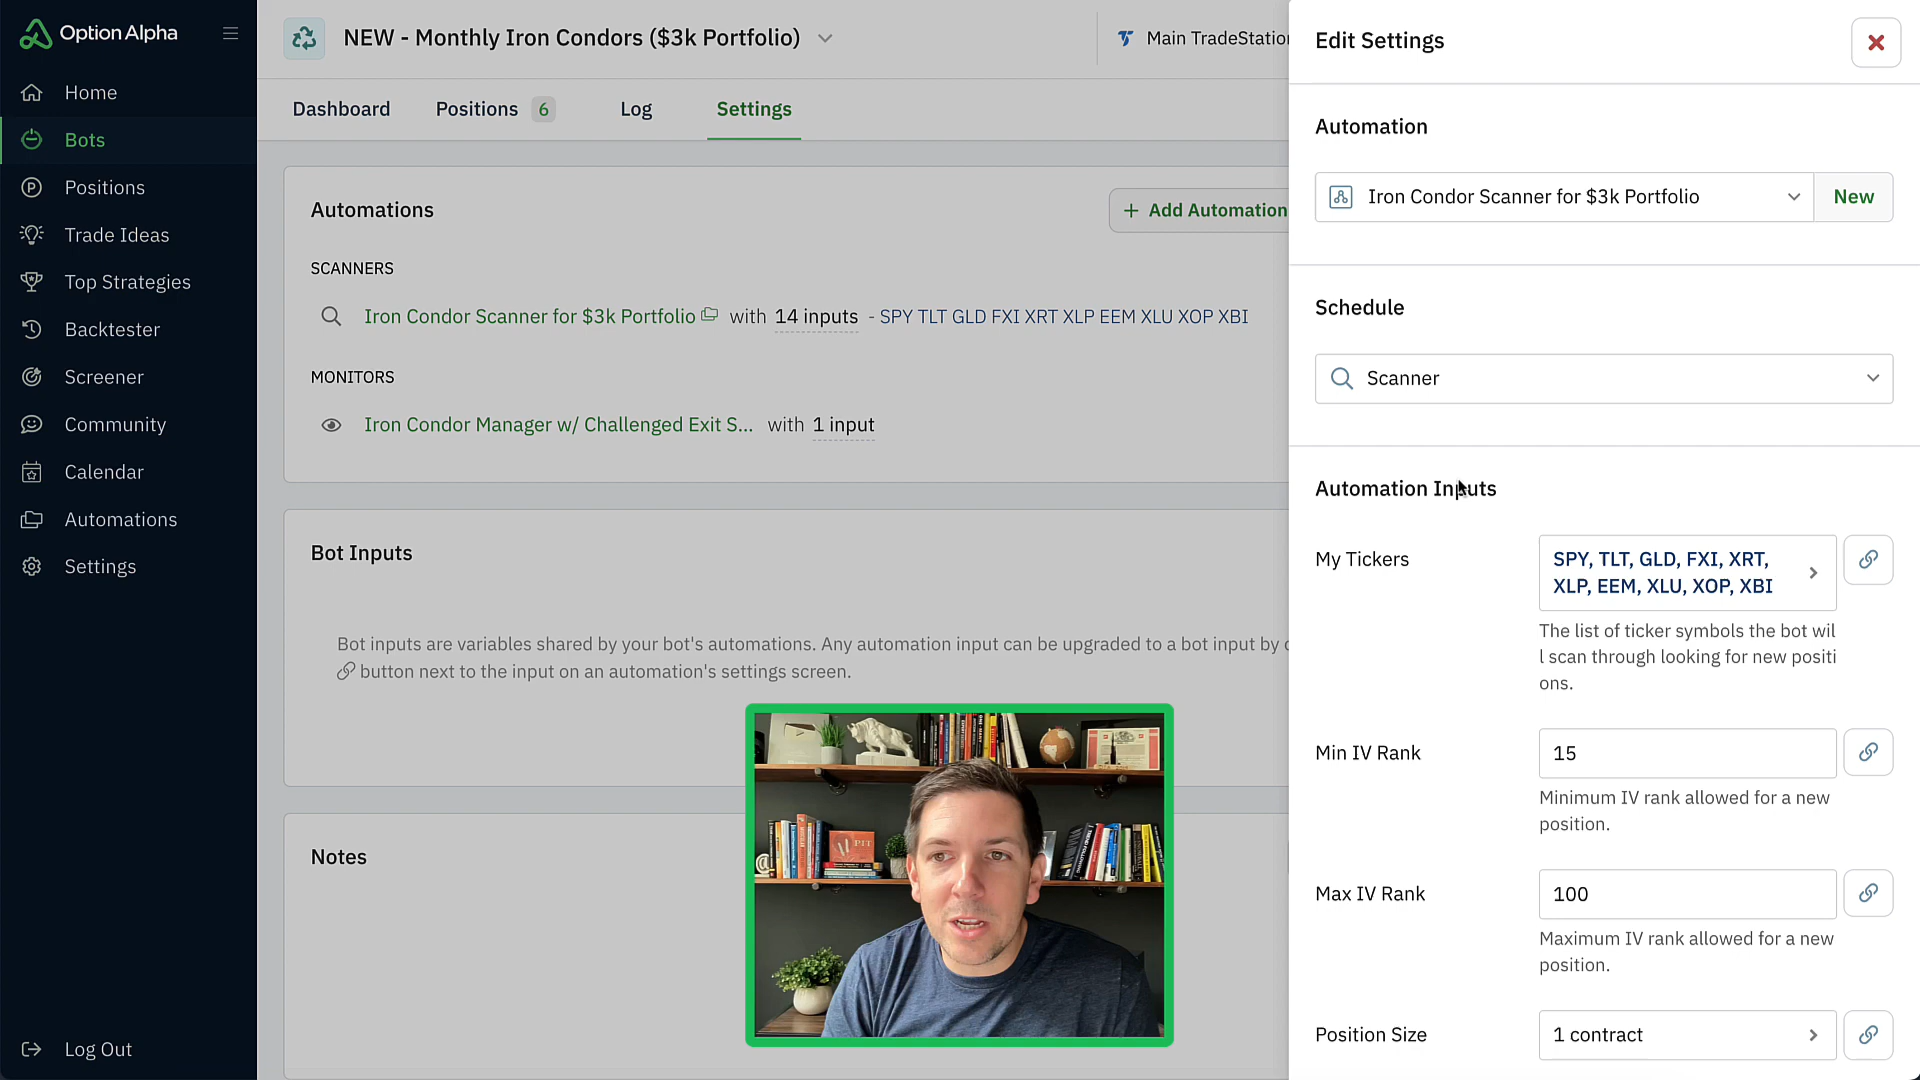 Option Alpha
Home
Bots
Positions
Trade Ideas
Top Strategies
Backtester
Screener
Community
Calendar
Automations
Settings
Log Out
NEW - Monthly Iron Condors ($3k Portfolio)
Main TradeStation
Dashboard
Positions 6
Log
Settings
Automations
+ Add Automation
SCANNERS
Iron Condor Scanner for $3k Portfolio with 14 inputs - SPY TLT GLD FXI XRT XLP EEM XLU XOP XBI
MONITORS
Iron Condor Manager w/ Challenged Exit S... with 1 input
Bot Inputs
Bot inputs are variables shared by your bot's automations. Any automation input can be upgraded to a bot input by c
button next to the input on an automation's settings screen.
Notes
PIT
Edit Settings
Automation
Iron Condor Scanner for $3k Portfolio
New
Schedule
Scanner
Automation Inputs
My Tickers
SPY, TLT, GLD, FXI, XRT,
XLP, EEM, XLU, XOP, XBI
The list of ticker symbols the bot wil
l scan through looking for new positi
ons.
Min IV Rank
15
Minimum IV rank allowed for a new
position.
Max IV Rank
100
Maximum IV rank allowed for a new
position.
Position Size
1 contract